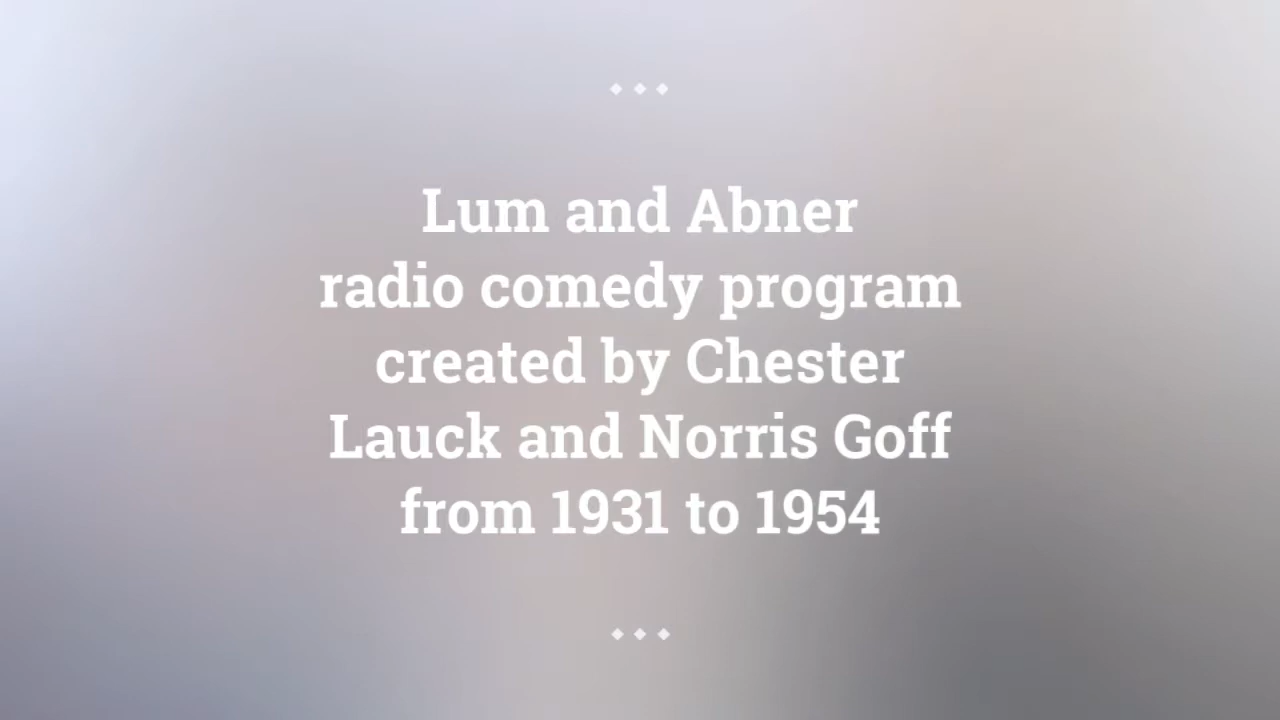 Lum and Abner
radio comedy program
created by Chester
Lauck and Norris Goff
from 1931 to 1954